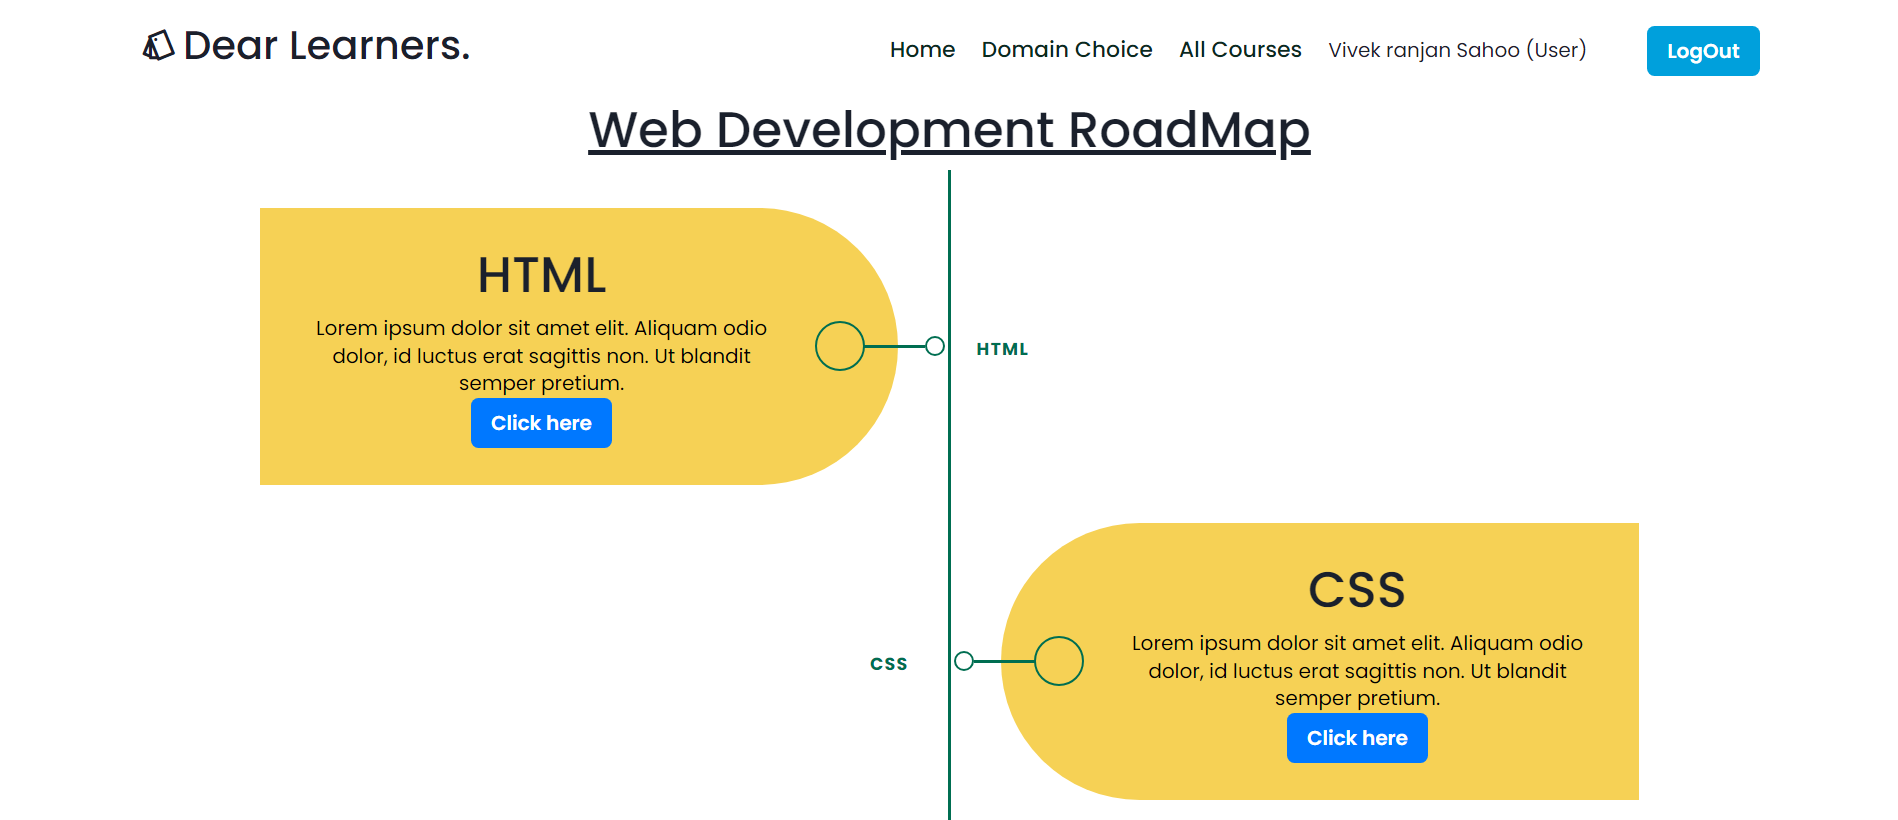 Dear Learners.
Home Domain Choice All Courses Vivek ranjan Sahoo (User) LogOut
Web Development RoadMap
HTML
Lorem ipsum dolor sit amet elit. Aliquam odio
dolor, id luctus erat sagittis non. Ut blandit
semper pretium.
Click here
HTML
CSS
CSS
Lorem ipsum dolor sit amet elit. Aliquam odio
dolor, id luctus erat sagittis non. Ut blandit
semper pretium.
Click here